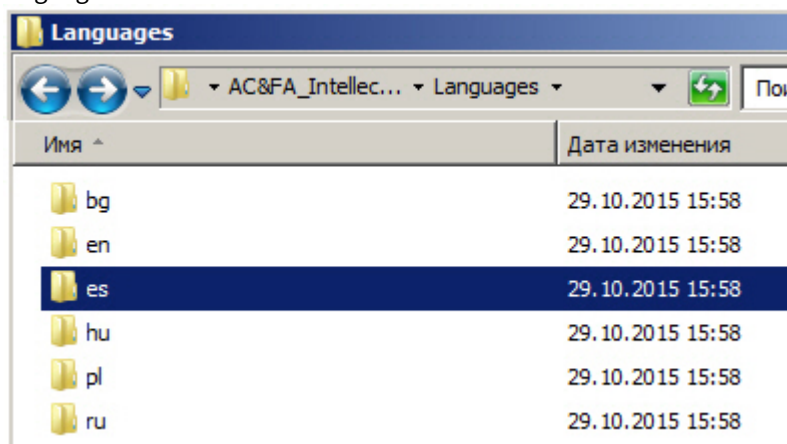 Languages
AC&FA_Intellec... Languages
Имя Дата изменения
bg 29.10.2015 15:58
en 29.10.2015 15:58
es 29.10.2015 15:58
hu 29.10.2015 15:58
pl 29.10.2015 15:58
ru 29.10.2015 15:58